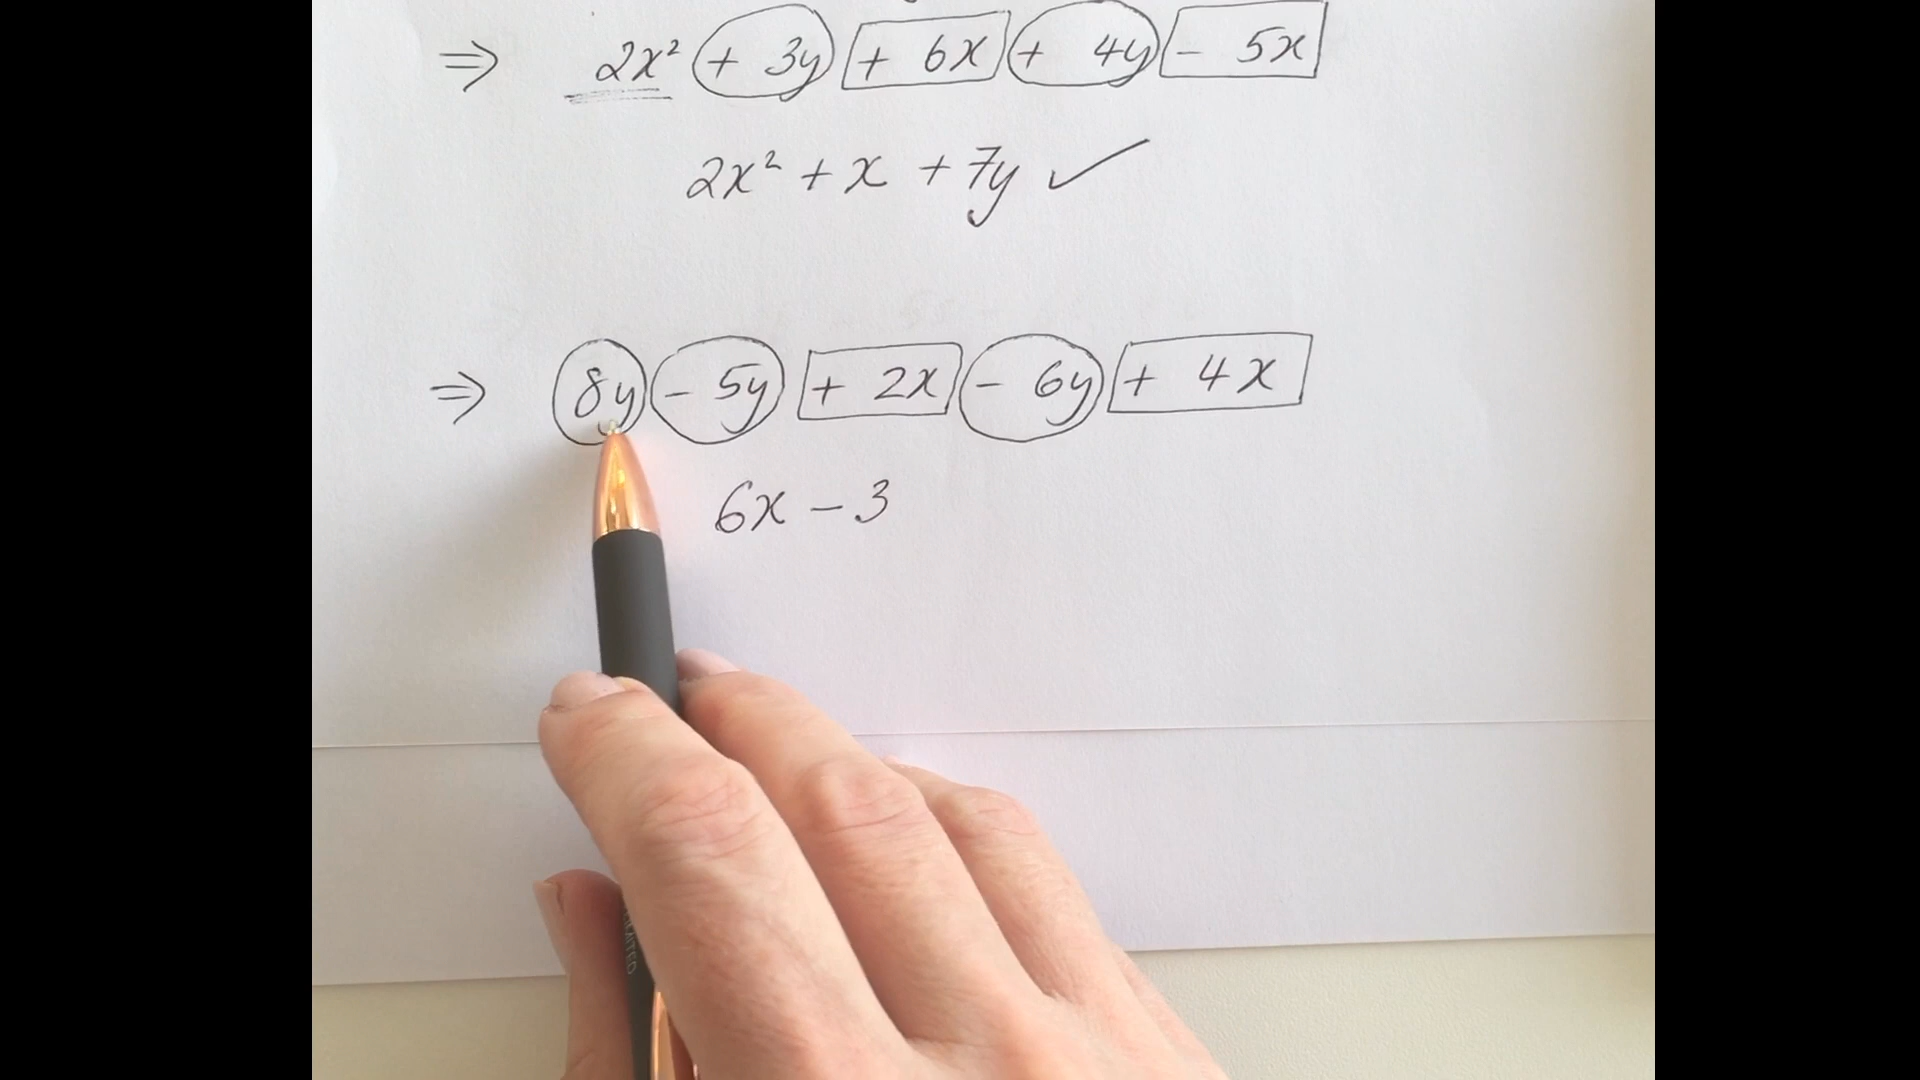 ⇒ 2x² + 3y + 6x + 4y - 5x
2x² + x + 7y ✓
⇒ 8y - 5y + 2x - 6y + 4x
6x - 3